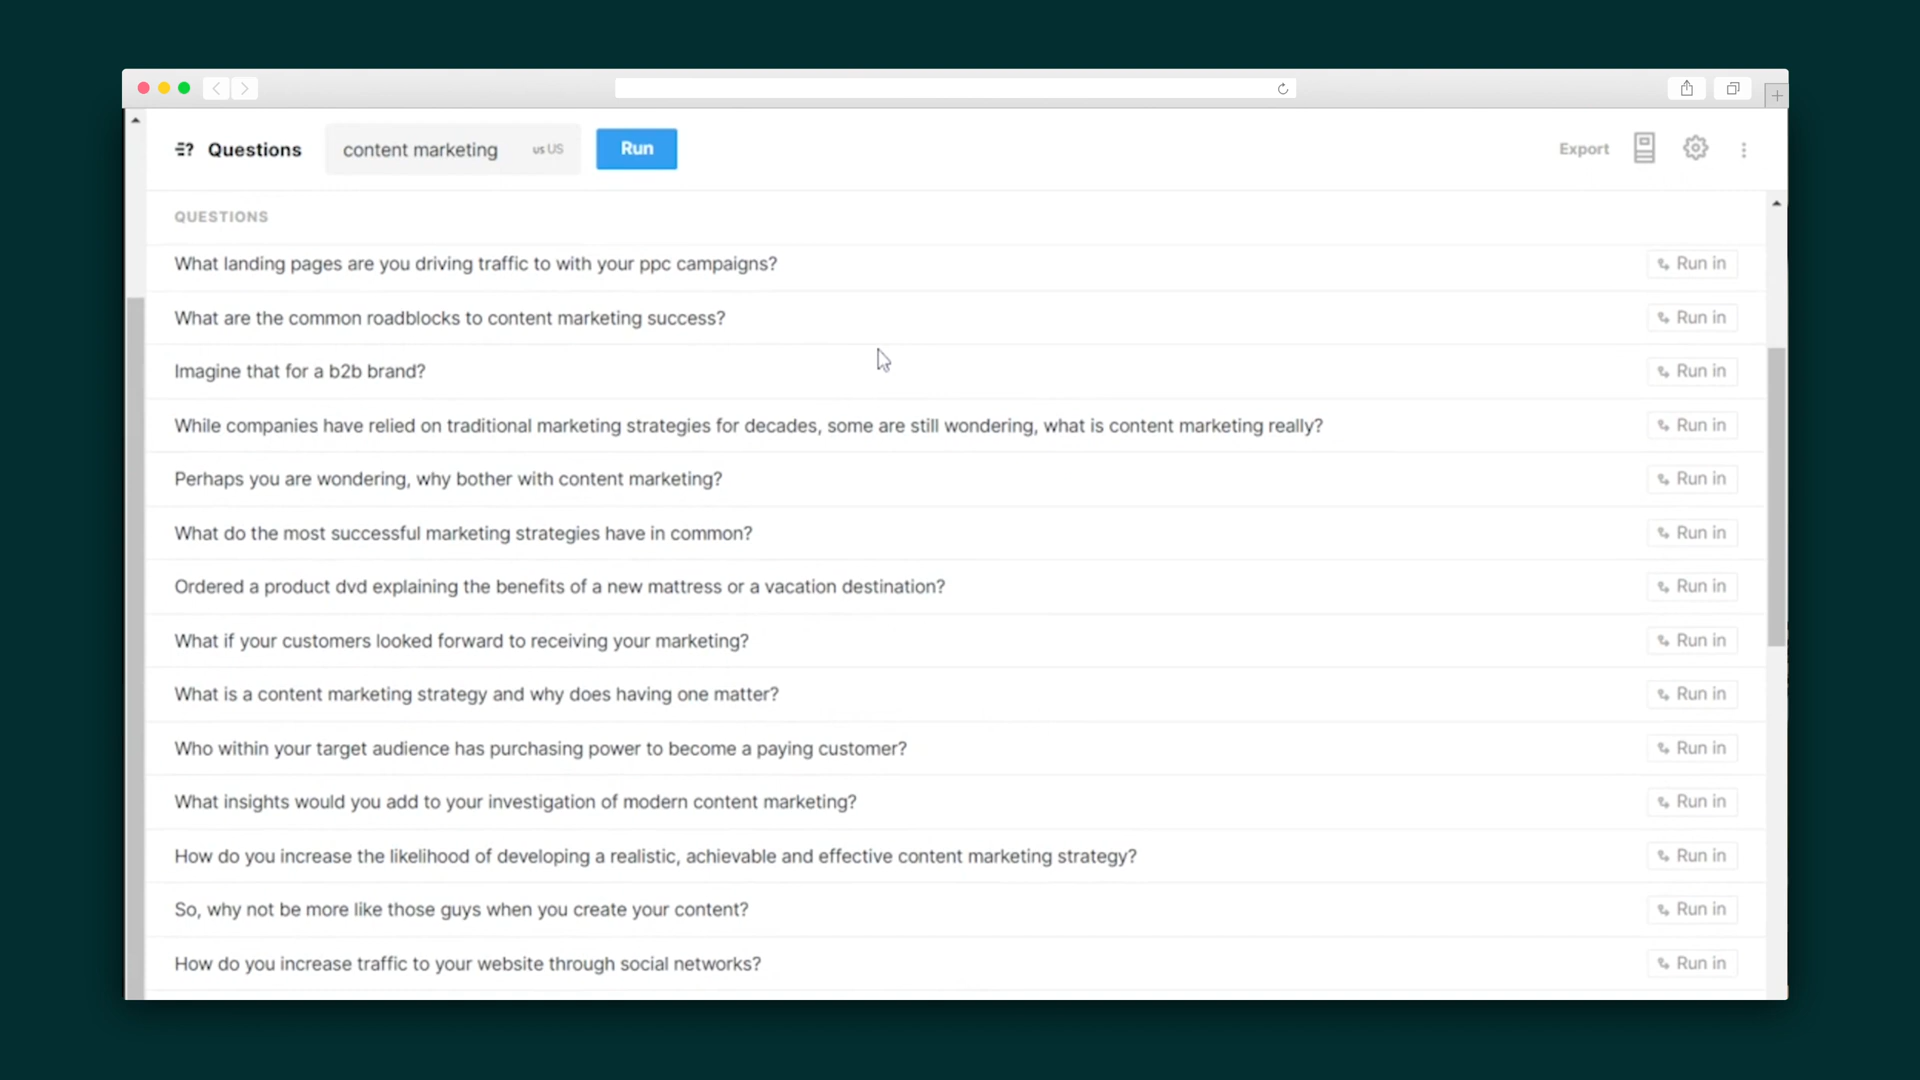 Questions content marketing us US Run Export
QUESTIONS
What landing pages are you driving traffic to with your ppc campaigns? Run in
What are the common roadblocks to content marketing success? Run in
Imagine that for a b2b brand? Run in
While companies have relied on traditional marketing strategies for decades, some are still wondering, what is content marketing really? Run in
Perhaps you are wondering, why bother with content marketing? Run in
What do the most successful marketing strategies have in common? Run in
Ordered a product dvd explaining the benefits of a new mattress or a vacation destination? Run in
What if your customers looked forward to receiving your marketing? Run in
What is a content marketing strategy and why does having one matter? Run in
Who within your target audience has purchasing power to become a paying customer? Run in
What insights would you add to your investigation of modern content marketing? Run in
How do you increase the likelihood of developing a realistic, achievable and effective content marketing strategy? Run in
So, why not be more like those guys when you create your content? Run in
How do you increase traffic to your website through social networks? Run in